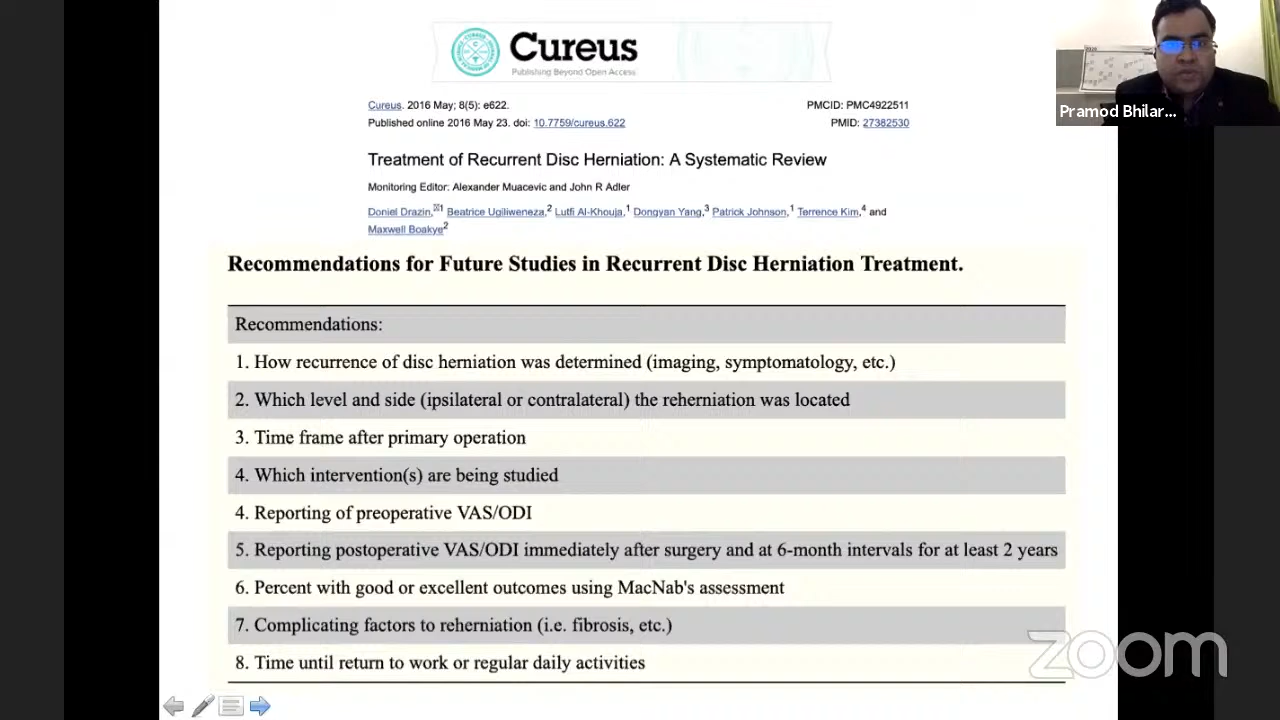 Cureus
Publishing Beyond Open Access
Pramod Bhilar...
Cureus. 2016 May; 8(5): e622.
PMCID: PMC4922511
Published online 2016 May 23. doi: 10.7759/cureus.622
PMID: 27382530
Treatment of Recurrent Disc Herniation: A Systematic Review
Monitoring Editor: Alexander Muacevic and John R Adler
Doniel Drazin,✉1 Beatrice Ugiliweneza,2 Lutfi Al-Khouja,1 Dongyan Yang,3 Patrick Johnson,1 Terrence Kim,4 and
Maxwell Boakye2
Recommendations for Future Studies in Recurrent Disc Herniation Treatment.
Recommendations:
1. How recurrence of disc herniation was determined (imaging, symptomatology, etc.)
2. Which level and side (ipsilateral or contralateral) the reherniation was located
3. Time frame after primary operation
4. Which intervention(s) are being studied
4. Reporting of preoperative VAS/ODI
5. Reporting postoperative VAS/ODI immediately after surgery and at 6-month intervals for at least 2 years
6. Percent with good or excellent outcomes using MacNab's assessment
7. Complicating factors to reherniation (i.e. fibrosis, etc.)
8. Time until return to work or regular daily activities
zoom